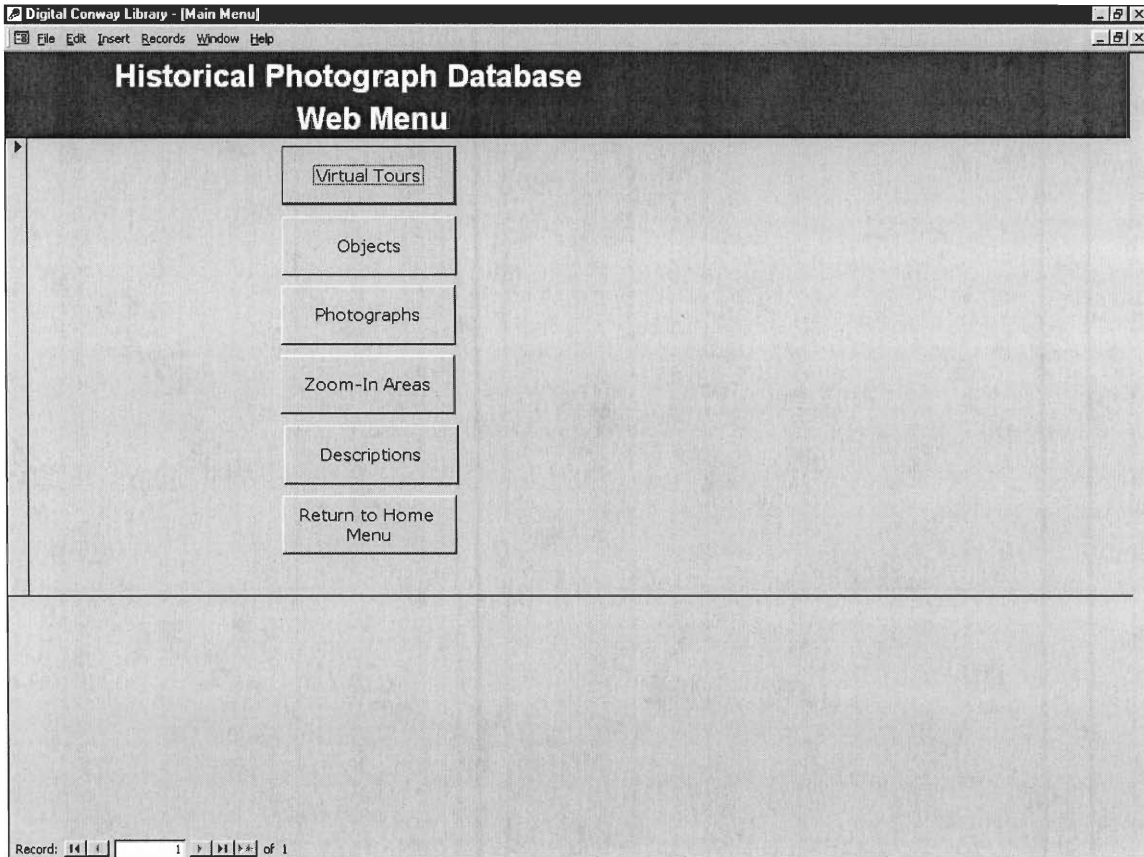 Digital Conway Library - [Main Menu]
File Edit Insert Records Window Help
Historical Photograph Database
Web Menu
Virtual Tours
Objects
Photographs
Zoom-In Areas
Descriptions
Return to Home
Menu
Record: 1 of 1